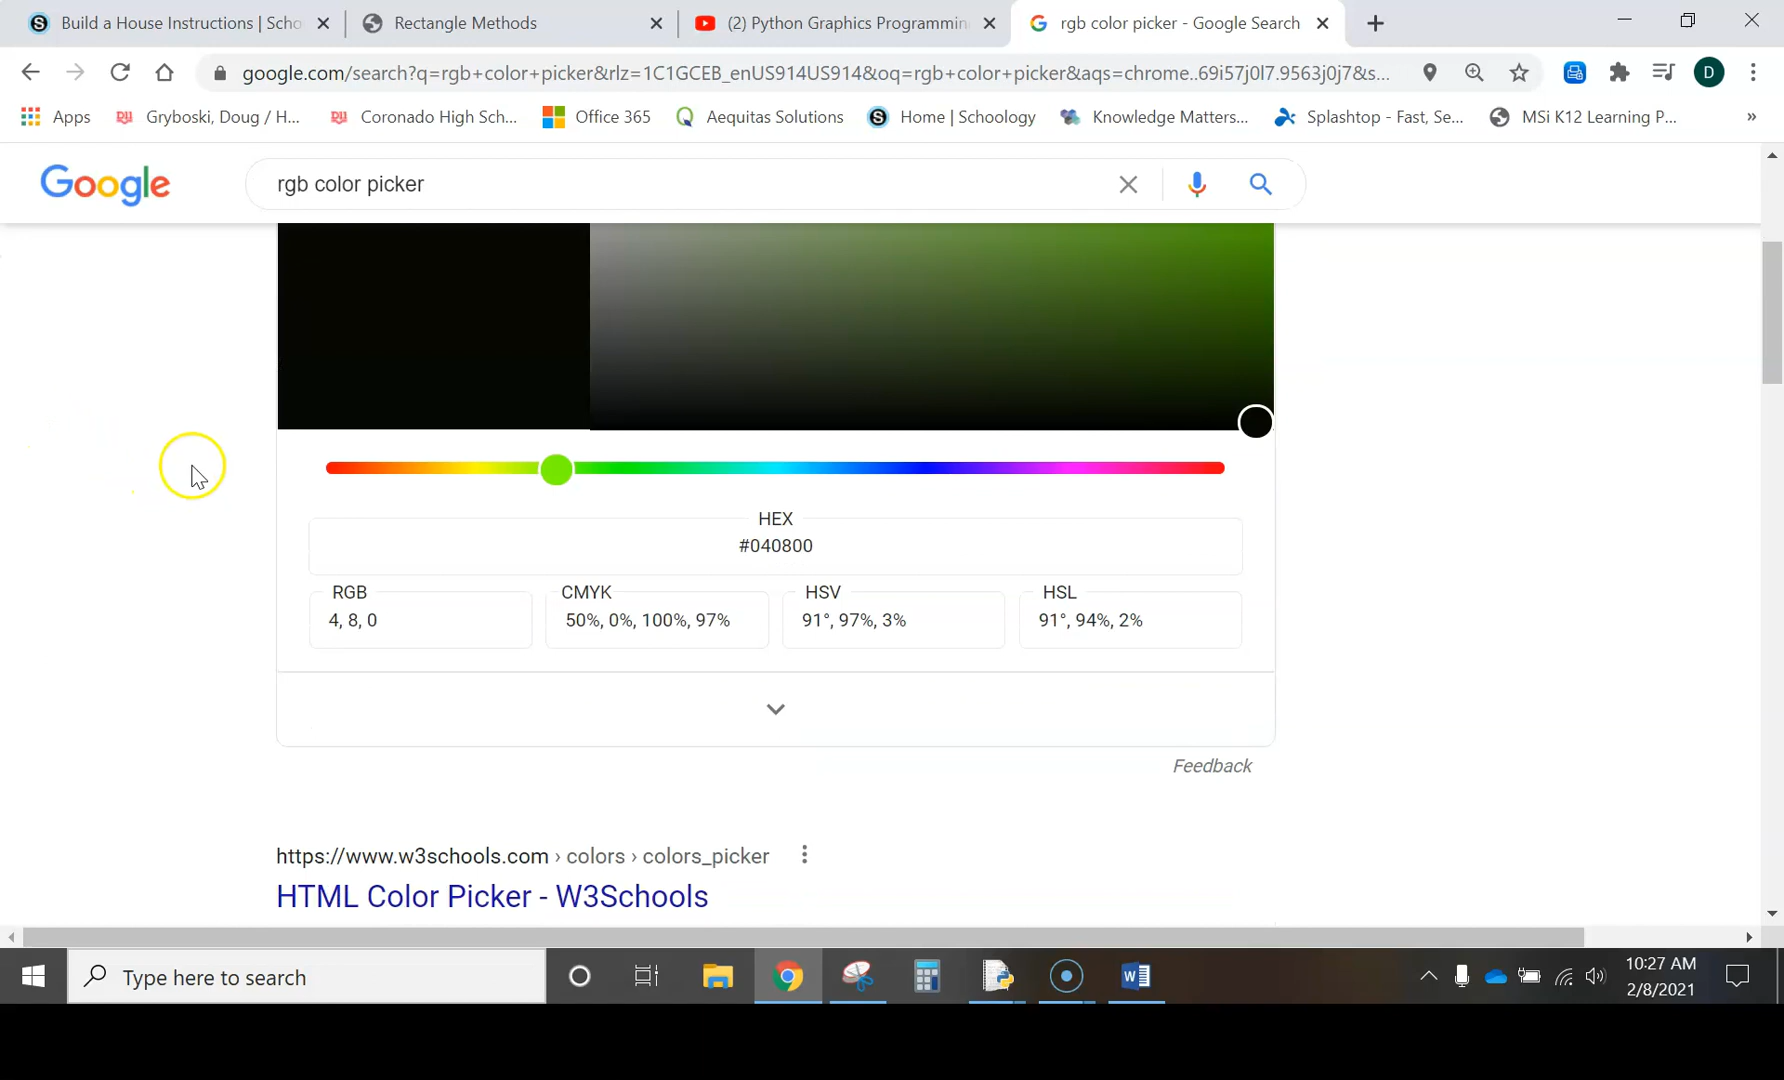 Build a House Instructions | Scho
Rectangle Methods
(2) Python Graphics Programmin
rgb color picker - Google Search
google.com/search?q=rgb+color+picker&rlz=1C1GCEB_enUS914US914&oq=rgb+color+picker&aqs=chrome..69i57j0l7.9563j0j7&s...
D
Apps
Gryboski, Doug / H...
Coronado High Sch...
Office 365
Aequitas Solutions
Home | Schoology
Knowledge Matters...
Splashtop - Fast, Se...
MSi K12 Learning P...
»
Google
rgb color picker
HEX
#040800
RGB
4, 8, 0
CMYK
50%, 0%, 100%, 97%
HSV
91°, 97%, 3%
HSL
91°, 94%, 2%
Feedback
https://www.w3schools.com › colors › colors_picker
HTML Color Picker - W3Schools
Type here to search
10:27 AM
2/8/2021